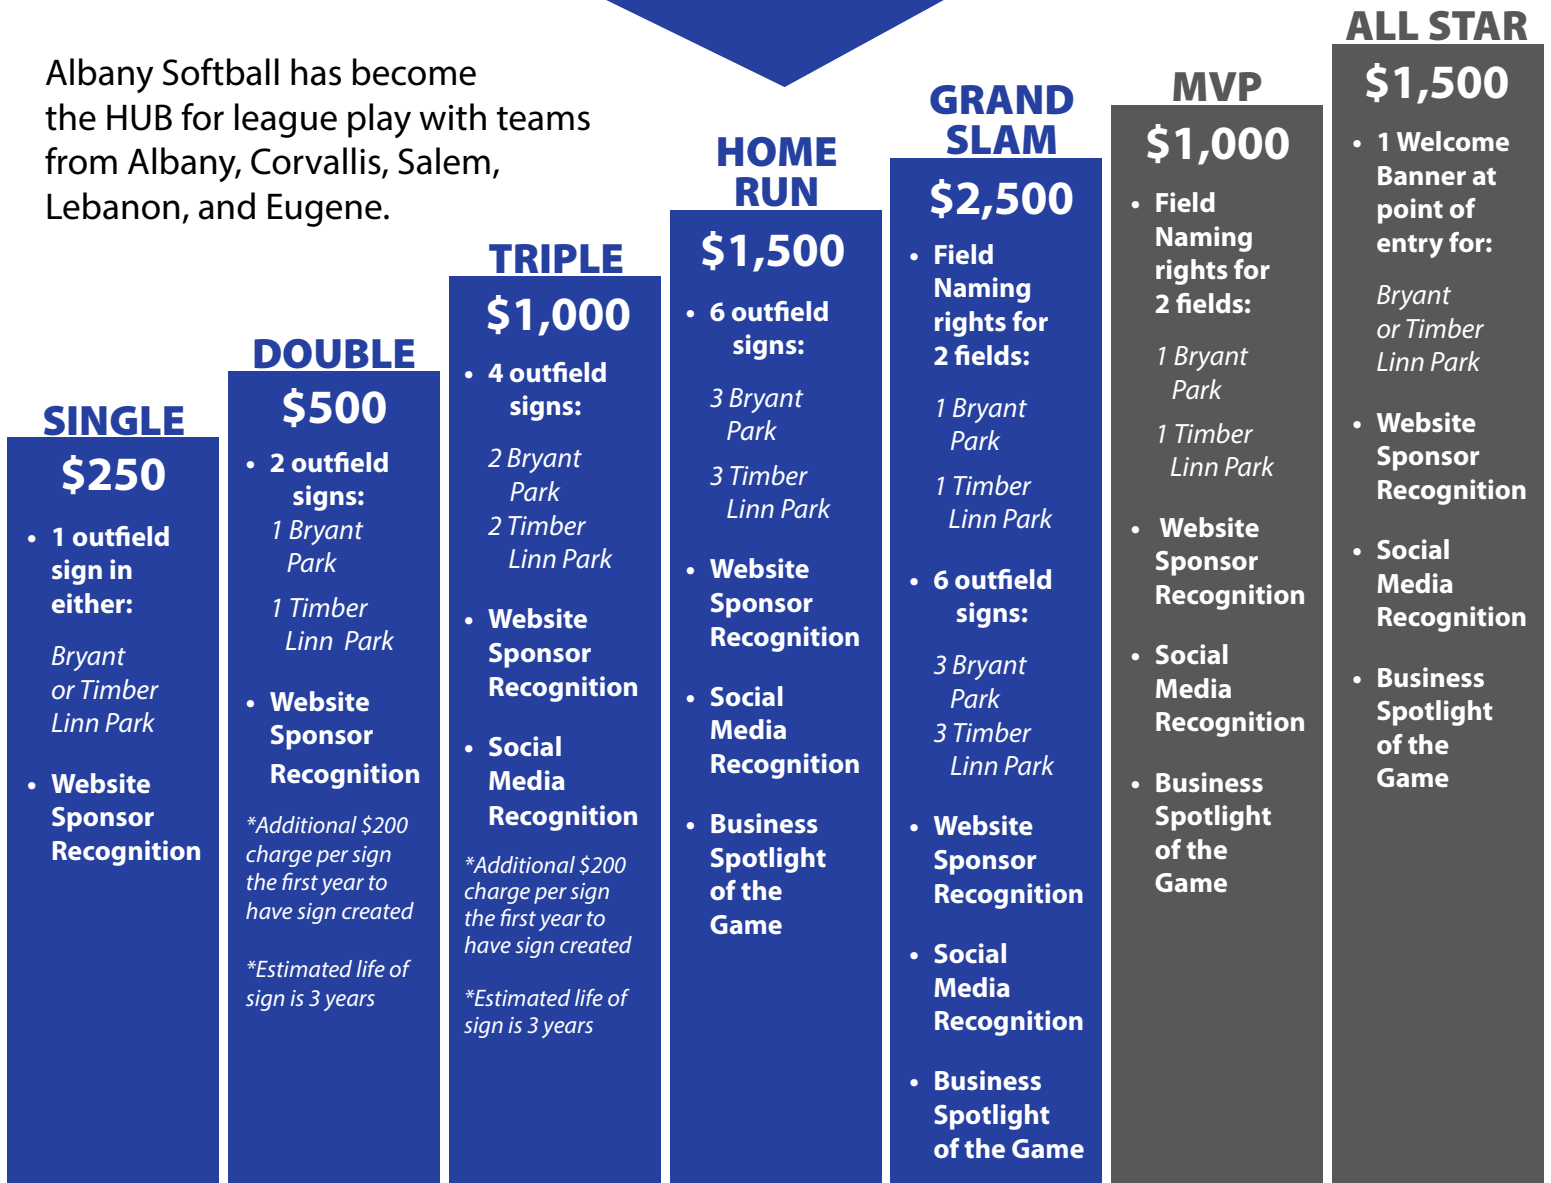 Albany Softball has become
the HUB for league play with teams
from Albany, Corvallis, Salem,
Lebanon, and Eugene.
SINGLE
$250
• 1 outfield
sign in
either:
Bryant
or Timber
Linn Park
• Website
Sponsor
Recognition
DOUBLE
$500
• 2 outfield
signs:
1 Bryant
Park
1 Timber
Linn Park
• Website
Sponsor
Recognition
*Additional $200
charge per sign
the first year to
have sign created
*Estimated life of
sign is 3 years
TRIPLE
$1,000
• 4 outfield
signs:
2 Bryant
Park
2 Timber
Linn Park
• Website
Sponsor
Recognition
• Social
Media
Recognition
*Additional $200
charge per sign
the first year to
have sign created
*Estimated life of
sign is 3 years
HOME
RUN
$1,500
• 6 outfield
signs:
3 Bryant
Park
3 Timber
Linn Park
• Website
Sponsor
Recognition
• Social
Media
Recognition
• Business
Spotlight
of the
Game
GRAND
SLAM
$2,500
• Field
Naming
rights for
2 fields:
1 Bryant
Park
1 Timber
Linn Park
• 6 outfield
signs:
3 Bryant
Park
3 Timber
Linn Park
• Website
Sponsor
Recognition
• Social
Media
Recognition
• Business
Spotlight
of the Game
MVP
$1,000
• Field
Naming
rights for
2 fields:
1 Bryant
Park
1 Timber
Linn Park
• Website
Sponsor
Recognition
• Social
Media
Recognition
• Business
Spotlight
of the
Game
ALL STAR
$1,500
• 1 Welcome
Banner at
point of
entry for:
Bryant
or Timber
Linn Park
• Website
Sponsor
Recognition
• Social
Media
Recognition
• Business
Spotlight
of the
Game